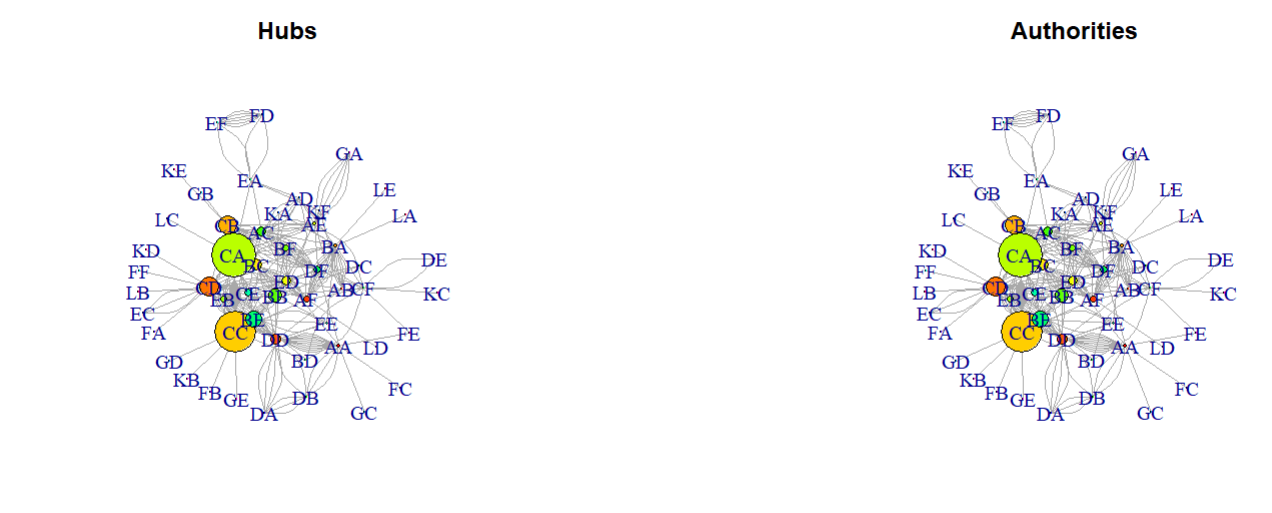 Hubs
EF
FD
GA
KE
EA
GB
LE
AD
KA
KF
LC
LA
CB
AC
AE
KD
CA
BF
BA
BC
DF
DC
DE
FF
ED
LB
EB
CE
BB
AF
AB
CF
KC
EC
FA
CC
BE
EE
DD
FE
AA
LD
GD
BD
KB
FB
GE
DB
FC
DA
GC
Authorities
EF
FD
GA
KE
EA
GB
LE
AD
KA
KF
LC
LA
CB
AC
AE
KD
CA
BF
BA
BC
DF
DC
DE
FF
ED
LB
EB
CE
BB
AF
AB
CF
KC
EC
FA
CC
BE
EE
DD
FE
AA
LD
GD
BD
KB
FB
GE
DB
FC
DA
GC